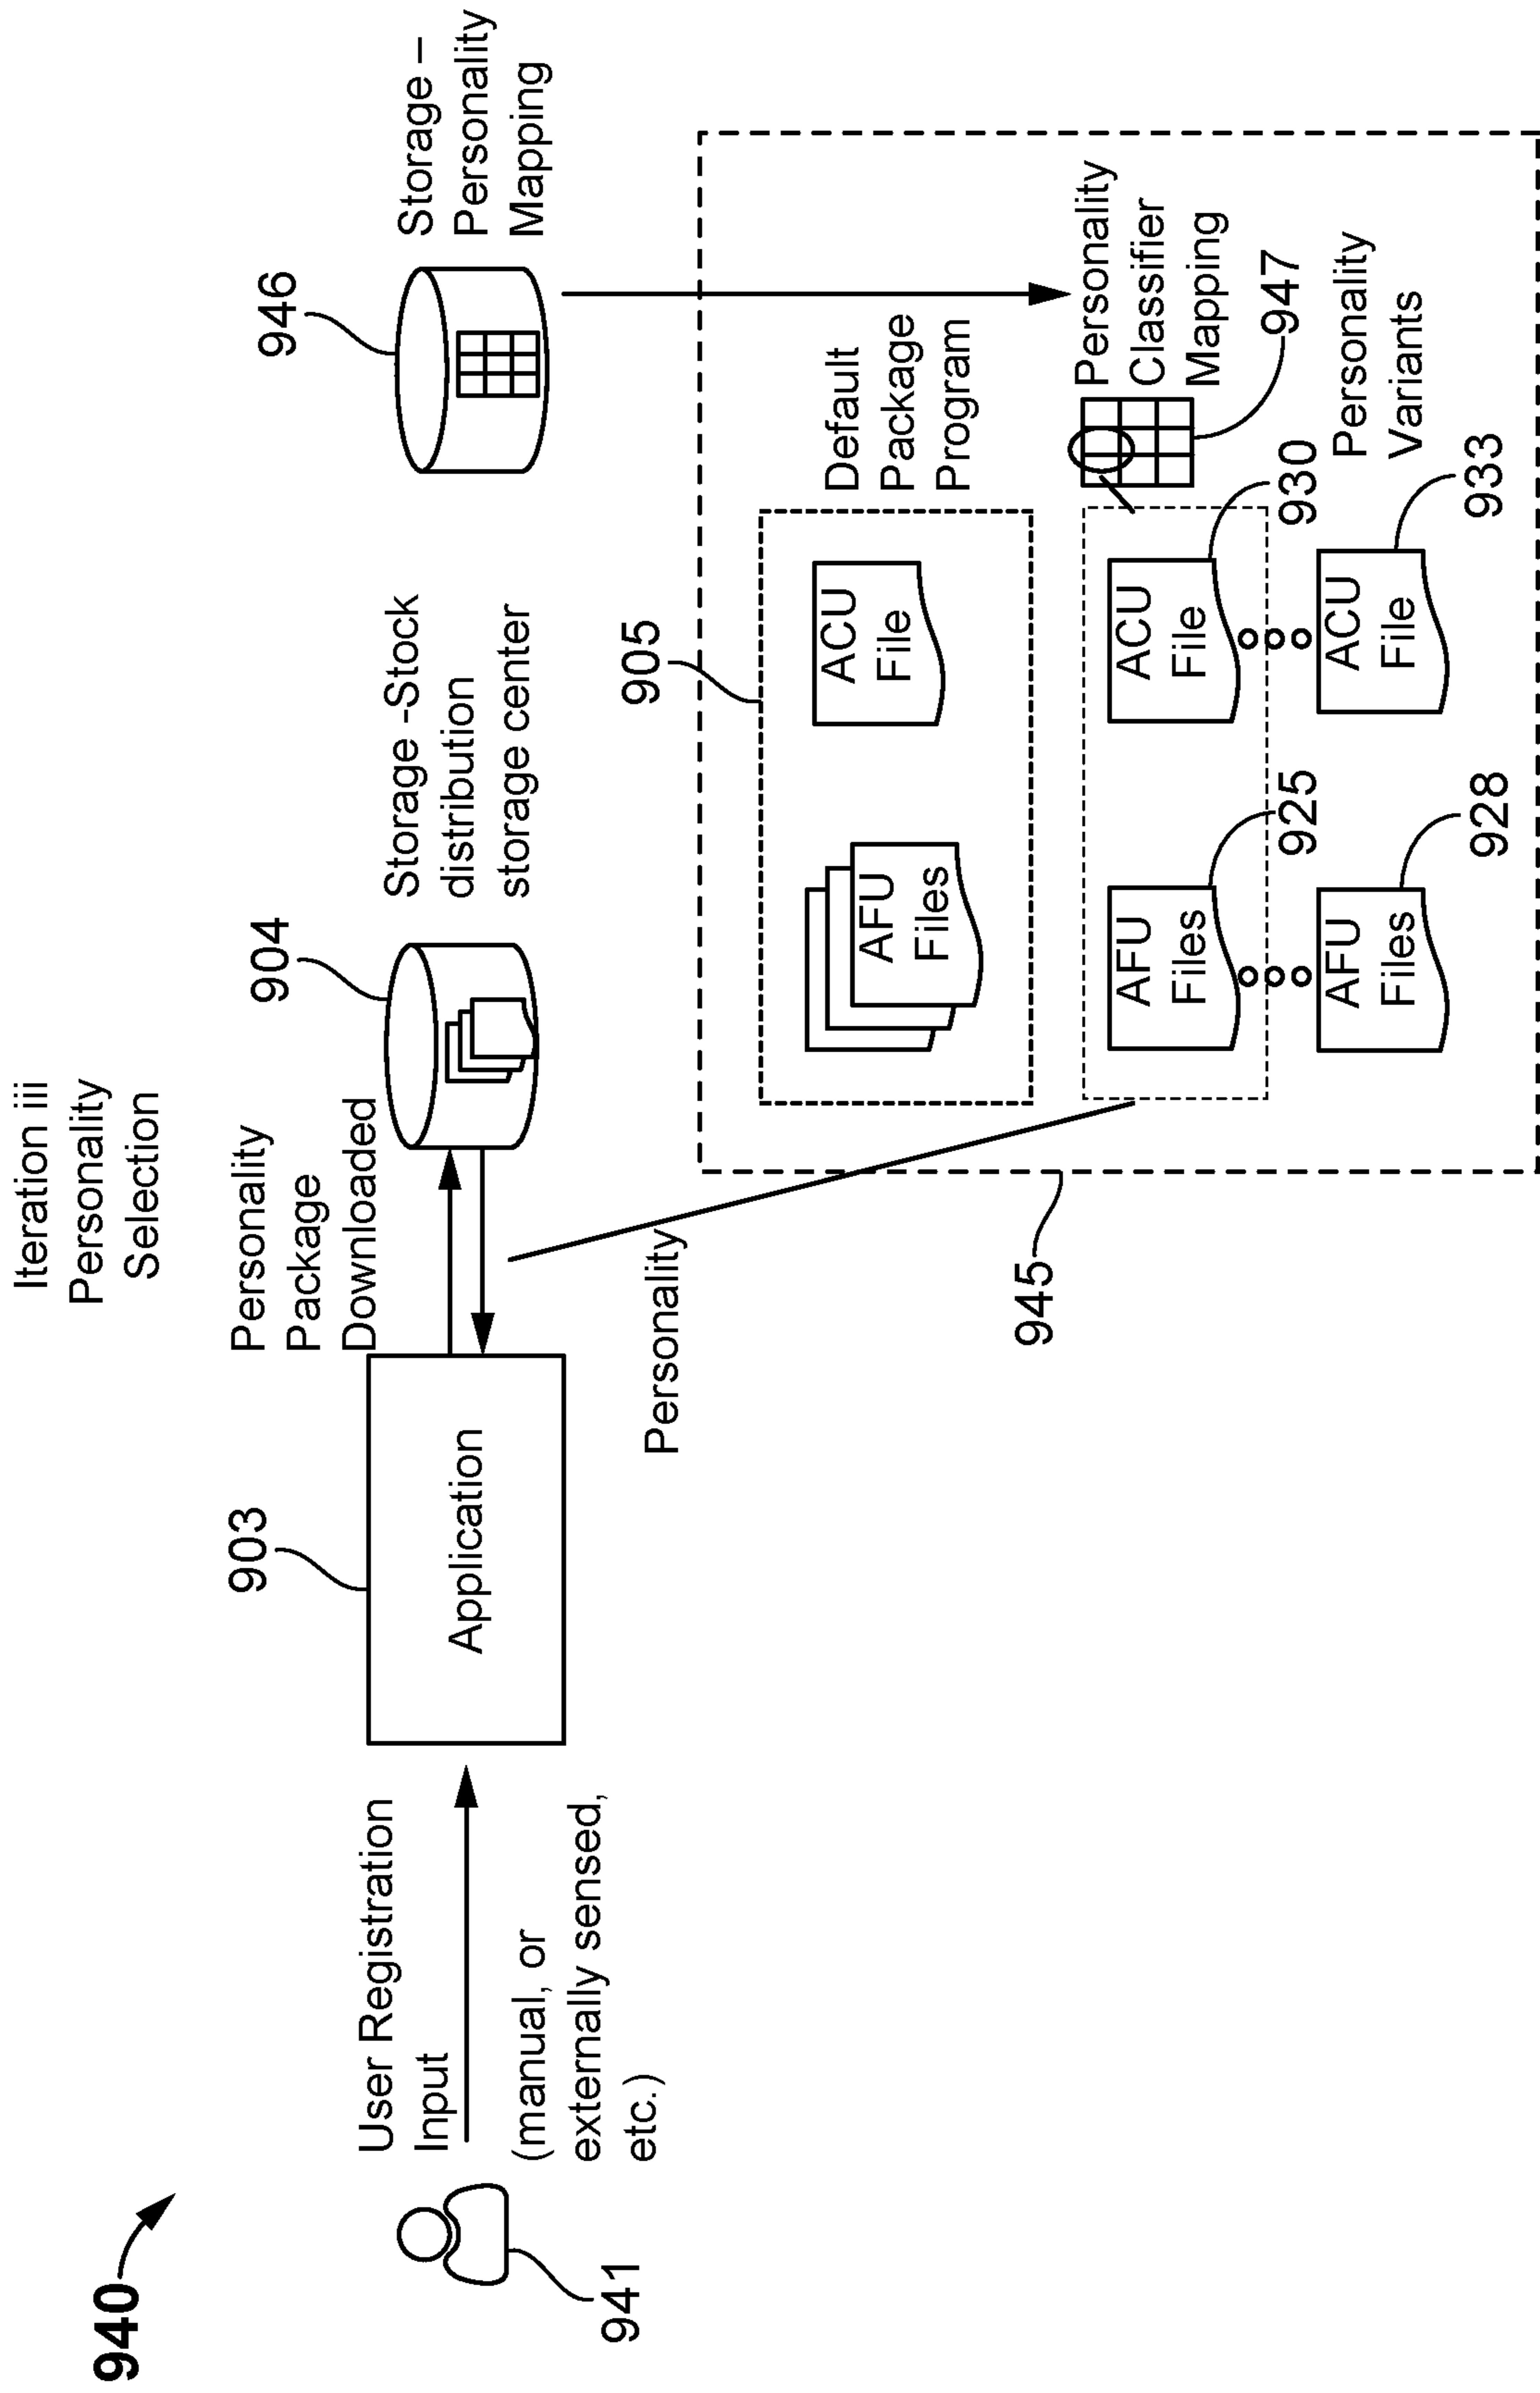 940
Iteration iii
Personality
Selection
941
User Registration
Input
(manual, or
externally sensed,
etc.)
903
Application
Personality
Package
Downloaded
904
Storage -Stock
distribution
storage center
946
Storage –
Personality
Mapping
Personality
945
905
AFU
Files
ACU
File
Default
Package
Program
AFU
Files
925
ACU
File
930
Personality
Classifier
Mapping
947
AFU
Files
928
ACU
File
933
Personality
Variants